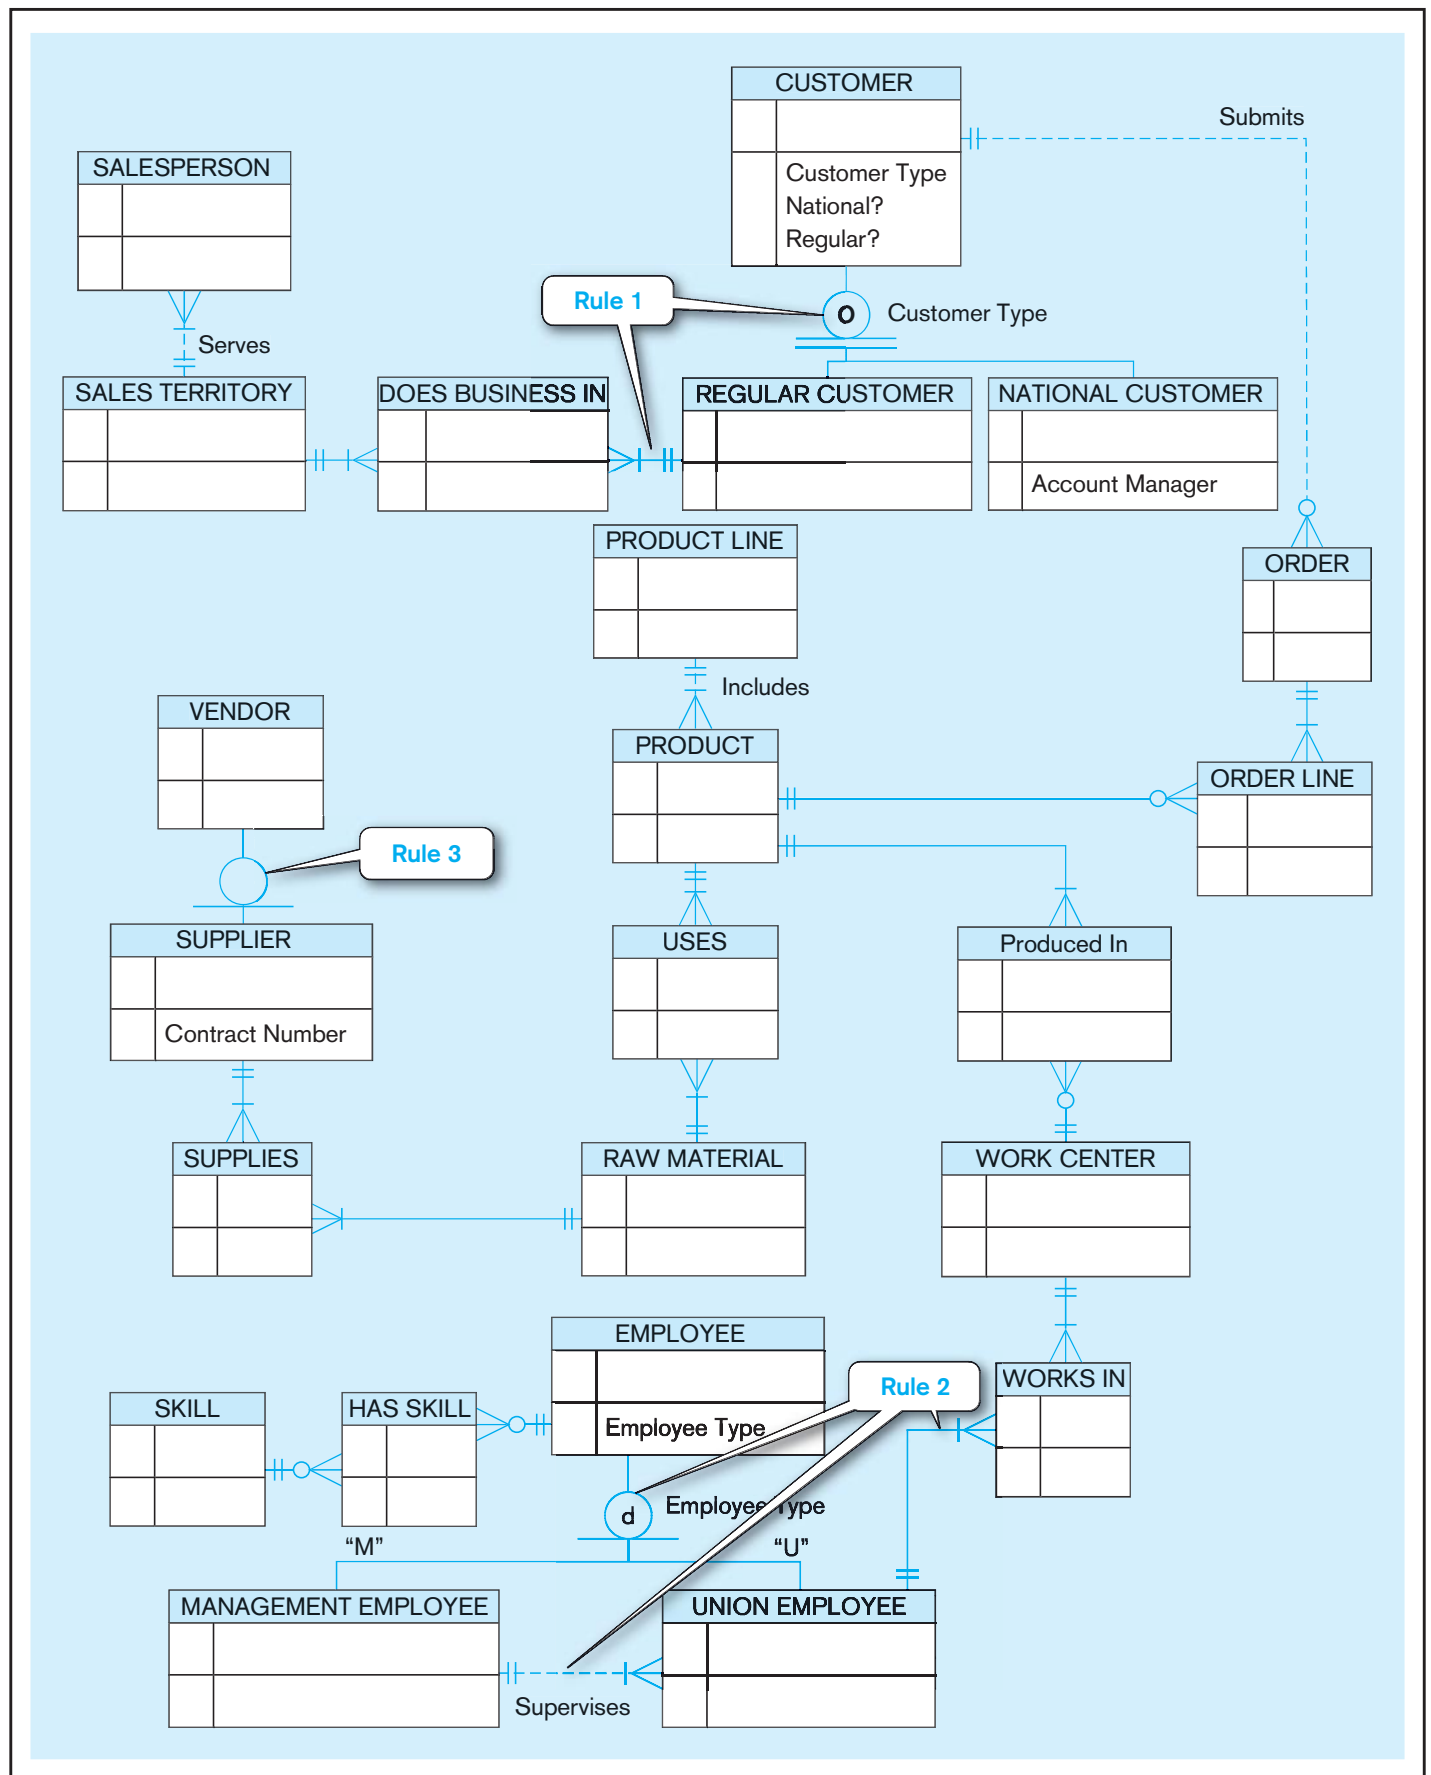 CUSTOMER
Submits
Customer Type
National?
Regular?
SALESPERSON
Rule 1
O
Customer Type
Serves
SALES TERRITORY
DOES BUSINESS IN
REGULAR CUSTOMER
NATIONAL CUSTOMER
Account Manager
PRODUCT LINE
ORDER
Includes
VENDOR
PRODUCT
ORDER LINE
Rule 3
SUPPLIER
USES
Produced In
Contract Number
SUPPLIES
RAW MATERIAL
WORK CENTER
EMPLOYEE
Rule 2
WORKS IN
SKILL
HAS SKILL
Employee Type
d
Employee Type
“M”
“U”
MANAGEMENT EMPLOYEE
UNION EMPLOYEE
Supervises